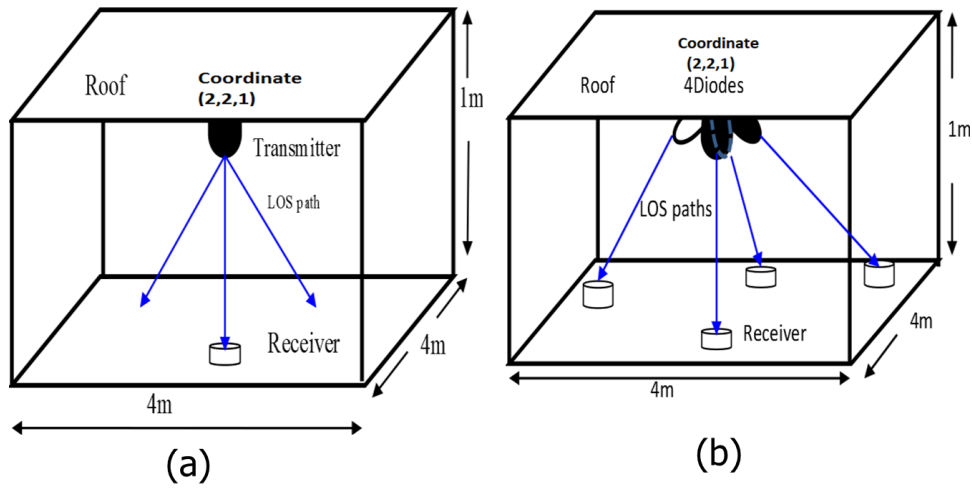 Roof
Coordinate
(2,2,1)
1m
Transmitter
LOS path
Receiver
4m
4m
(a)
Coordinate
(2,2,1)
Roof
4Diodes
1m
LOS paths
Receiver
4m
4m
(b)